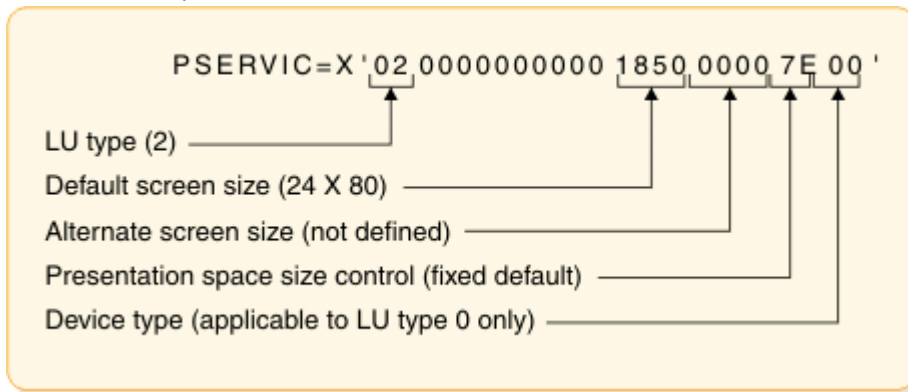 PSERVIC=X'02 0000000000 1850 0000 7E 00'
LU type (2)
Default screen size (24 X 80)
Alternate screen size (not defined)
Presentation space size control (fixed default)
Device type (applicable to LU type 0 only)